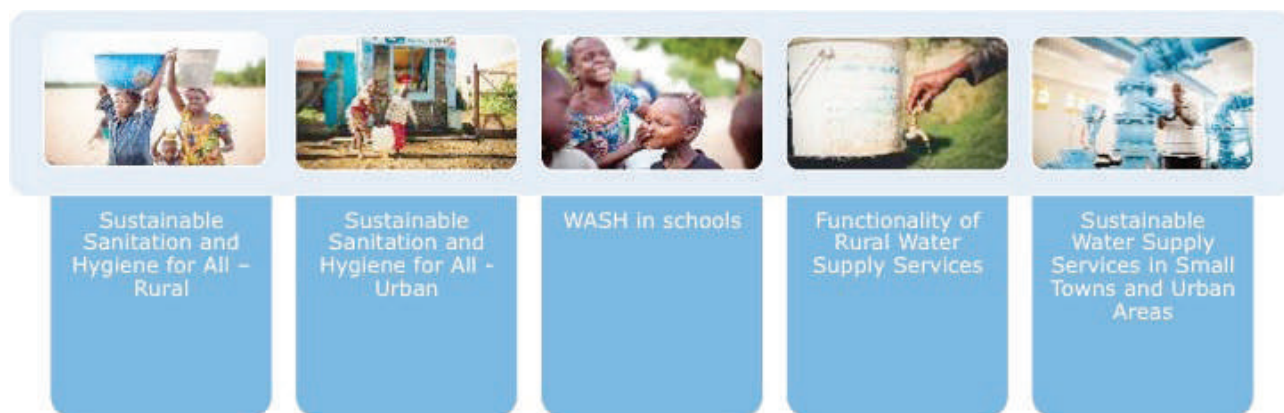 Sustainable
Sanitation and
Hygiene for All –
Rural
Sustainable
Sanitation and
Hygiene for All -
Urban
WASH in schools
Functionality of
Rural Water
Supply Services
Sustainable
Water Supply
Services in Small
Towns and Urban
Areas